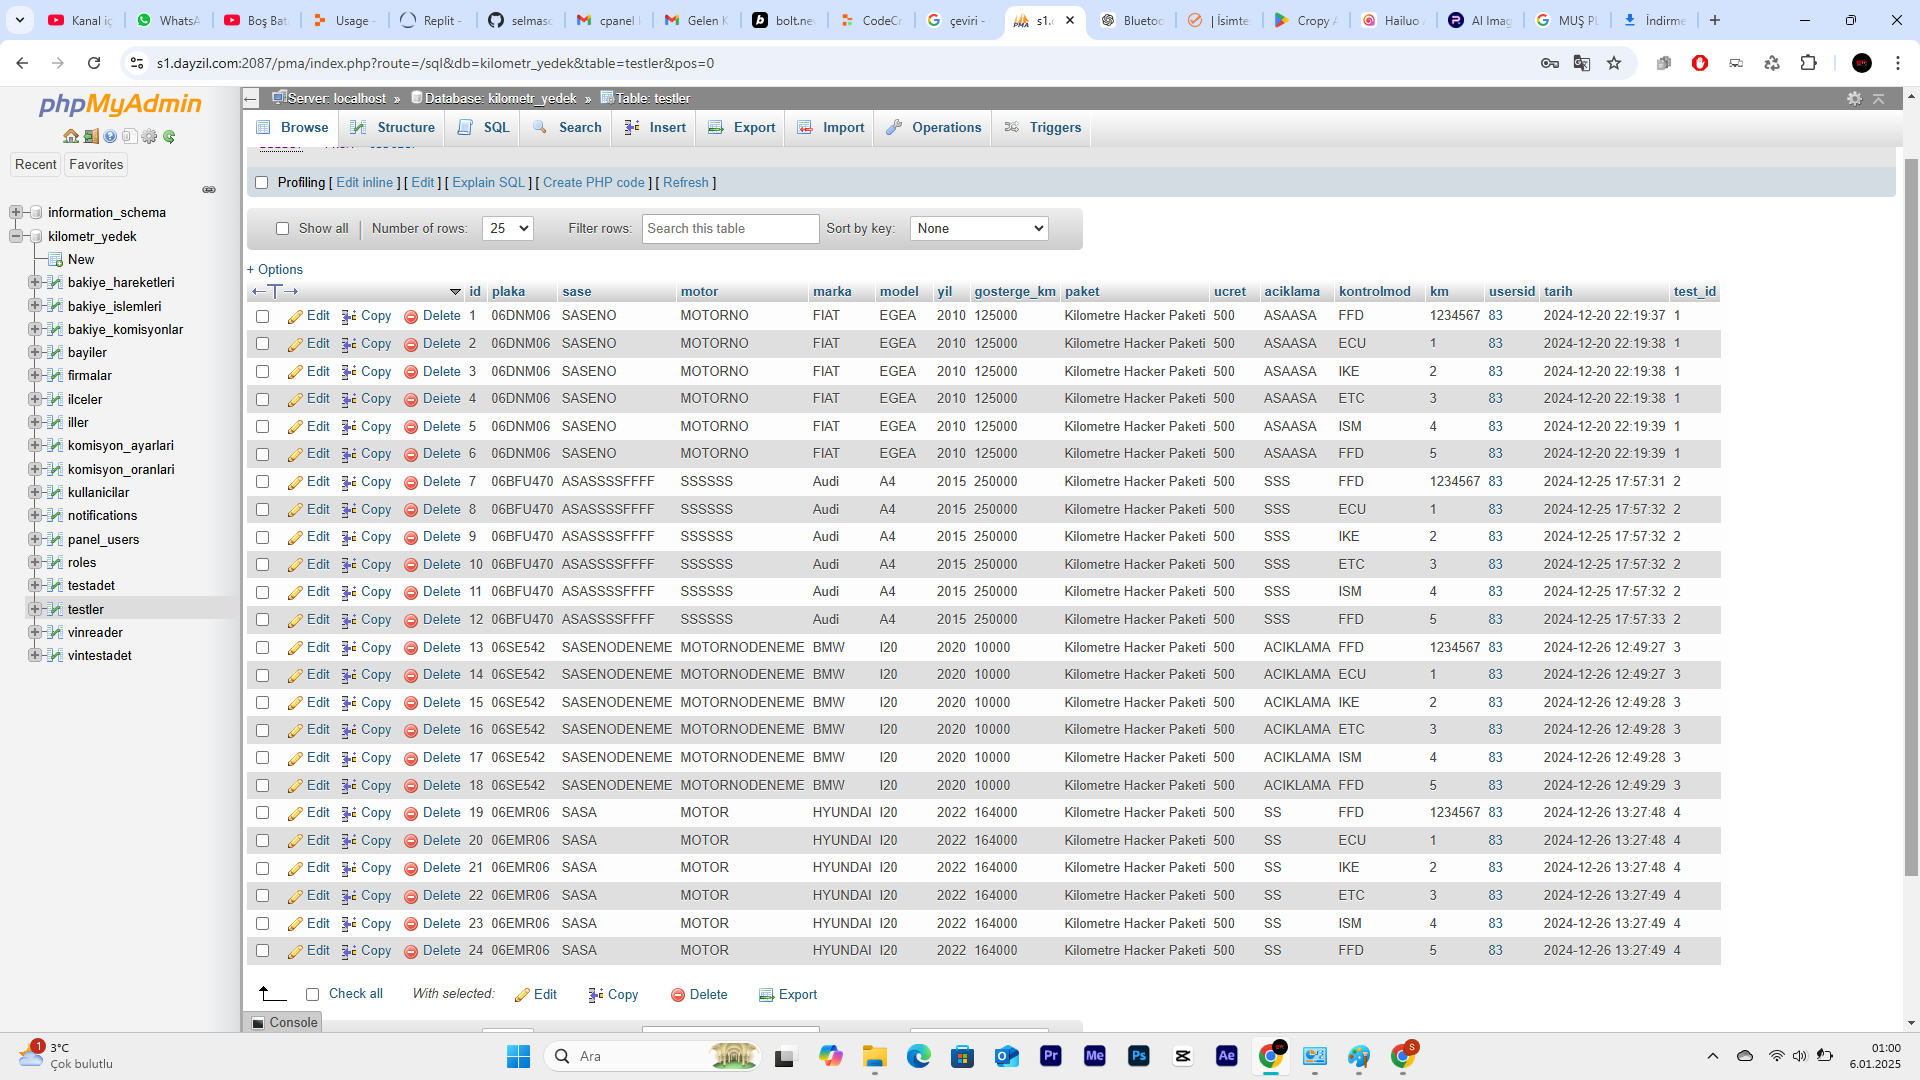 Kanal iç
WhatsA
Boş Bat
Usage -
Replit -
selmasc
cpanel
Gelen K
bolt.ne
CodeCr
çeviri -
s1.
Bluetoo
| İsimte
Cropy
Hailuo
AI Imag
MUŞ PL
İndirme
s1.dayzil.com:2087/pma/index.php?route=/sql&db=kilometr_yedek&table=testler&pos=0
phpMyAdmin
Recent Favorites
information_schema
kilometr_yedek
New
bakiye_hareketleri
bakiye_islemleri
bakiye_komisyonlar
bayiler
firmalar
ilceler
iller
komisyon_ayarlari
komisyon_oranlari
kullanicilar
notifications
panel_users
roles
testadet
testler
vinreader
vintestadet
Server: localhost » Database: kilometr_yedek » Table: testler
Browse Structure SQL Search Insert Export Import Operations Triggers
Profiling [ Edit inline ] [ Edit ] [ Explain SQL ] [ Create PHP code ] [ Refresh ]
Show all Number of rows: 25 Filter rows: Search this table Sort by key: None
+ Options
id plaka sase motor marka model yil gosterge_km paket ucret aciklama kontrolmod km usersid tarih test_id
Edit Copy Delete 1 06DNM06 SASENO MOTORNO FIAT EGEA 2010 125000 Kilometre Hacker Paketi 500 ASAASA FFD 1234567 83 2024-12-20 22:19:37 1
Edit Copy Delete 2 06DNM06 SASENO MOTORNO FIAT EGEA 2010 125000 Kilometre Hacker Paketi 500 ASAASA ECU 1 83 2024-12-20 22:19:38 1
Edit Copy Delete 3 06DNM06 SASENO MOTORNO FIAT EGEA 2010 125000 Kilometre Hacker Paketi 500 ASAASA IKE 2 83 2024-12-20 22:19:38 1
Edit Copy Delete 4 06DNM06 SASENO MOTORNO FIAT EGEA 2010 125000 Kilometre Hacker Paketi 500 ASAASA ETC 3 83 2024-12-20 22:19:38 1
Edit Copy Delete 5 06DNM06 SASENO MOTORNO FIAT EGEA 2010 125000 Kilometre Hacker Paketi 500 ASAASA ISM 4 83 2024-12-20 22:19:39 1
Edit Copy Delete 6 06DNM06 SASENO MOTORNO FIAT EGEA 2010 125000 Kilometre Hacker Paketi 500 ASAASA FFD 5 83 2024-12-20 22:19:39 1
Edit Copy Delete 7 06BFU470 ASASSSSFFFF SSSSSS Audi A4 2015 250000 Kilometre Hacker Paketi 500 SSS FFD 1234567 83 2024-12-25 17:57:31 2
Edit Copy Delete 8 06BFU470 ASASSSSFFFF SSSSSS Audi A4 2015 250000 Kilometre Hacker Paketi 500 SSS ECU 1 83 2024-12-25 17:57:32 2
Edit Copy Delete 9 06BFU470 ASASSSSFFFF SSSSSS Audi A4 2015 250000 Kilometre Hacker Paketi 500 SSS IKE 2 83 2024-12-25 17:57:32 2
Edit Copy Delete 10 06BFU470 ASASSSSFFFF SSSSSS Audi A4 2015 250000 Kilometre Hacker Paketi 500 SSS ETC 3 83 2024-12-25 17:57:32 2
Edit Copy Delete 11 06BFU470 ASASSSSFFFF SSSSSS Audi A4 2015 250000 Kilometre Hacker Paketi 500 SSS ISM 4 83 2024-12-25 17:57:32 2
Edit Copy Delete 12 06BFU470 ASASSSSFFFF SSSSSS Audi A4 2015 250000 Kilometre Hacker Paketi 500 SSS FFD 5 83 2024-12-25 17:57:33 2
Edit Copy Delete 13 06SE542 SASENODENEME MOTORNODENEME BMW I20 2020 10000 Kilometre Hacker Paketi 500 ACIKLAMA FFD 1234567 83 2024-12-26 12:49:27 3
Edit Copy Delete 14 06SE542 SASENODENEME MOTORNODENEME BMW I20 2020 10000 Kilometre Hacker Paketi 500 ACIKLAMA ECU 1 83 2024-12-26 12:49:27 3
Edit Copy Delete 15 06SE542 SASENODENEME MOTORNODENEME BMW I20 2020 10000 Kilometre Hacker Paketi 500 ACIKLAMA IKE 2 83 2024-12-26 12:49:28 3
Edit Copy Delete 16 06SE542 SASENODENEME MOTORNODENEME BMW I20 2020 10000 Kilometre Hacker Paketi 500 ACIKLAMA ETC 3 83 2024-12-26 12:49:28 3
Edit Copy Delete 17 06SE542 SASENODENEME MOTORNODENEME BMW I20 2020 10000 Kilometre Hacker Paketi 500 ACIKLAMA ISM 4 83 2024-12-26 12:49:28 3
Edit Copy Delete 18 06SE542 SASENODENEME MOTORNODENEME BMW I20 2020 10000 Kilometre Hacker Paketi 500 ACIKLAMA FFD 5 83 2024-12-26 12:49:29 3
Edit Copy Delete 19 06EMR06 SASA MOTOR HYUNDAI I20 2022 164000 Kilometre Hacker Paketi 500 SS FFD 1234567 83 2024-12-26 13:27:48 4
Edit Copy Delete 20 06EMR06 SASA MOTOR HYUNDAI I20 2022 164000 Kilometre Hacker Paketi 500 SS ECU 1 83 2024-12-26 13:27:48 4
Edit Copy Delete 21 06EMR06 SASA MOTOR HYUNDAI I20 2022 164000 Kilometre Hacker Paketi 500 SS IKE 2 83 2024-12-26 13:27:48 4
Edit Copy Delete 22 06EMR06 SASA MOTOR HYUNDAI I20 2022 164000 Kilometre Hacker Paketi 500 SS ETC 3 83 2024-12-26 13:27:49 4
Edit Copy Delete 23 06EMR06 SASA MOTOR HYUNDAI I20 2022 164000 Kilometre Hacker Paketi 500 SS ISM 4 83 2024-12-26 13:27:49 4
Edit Copy Delete 24 06EMR06 SASA MOTOR HYUNDAI I20 2022 164000 Kilometre Hacker Paketi 500 SS FFD 5 83 2024-12-26 13:27:49 4
Check all With selected: Edit Copy Delete Export
Console
1
3°C
Çok bulutlu
Ara
Pr
Me
Ps
Ae
S
01:00
6.01.2025